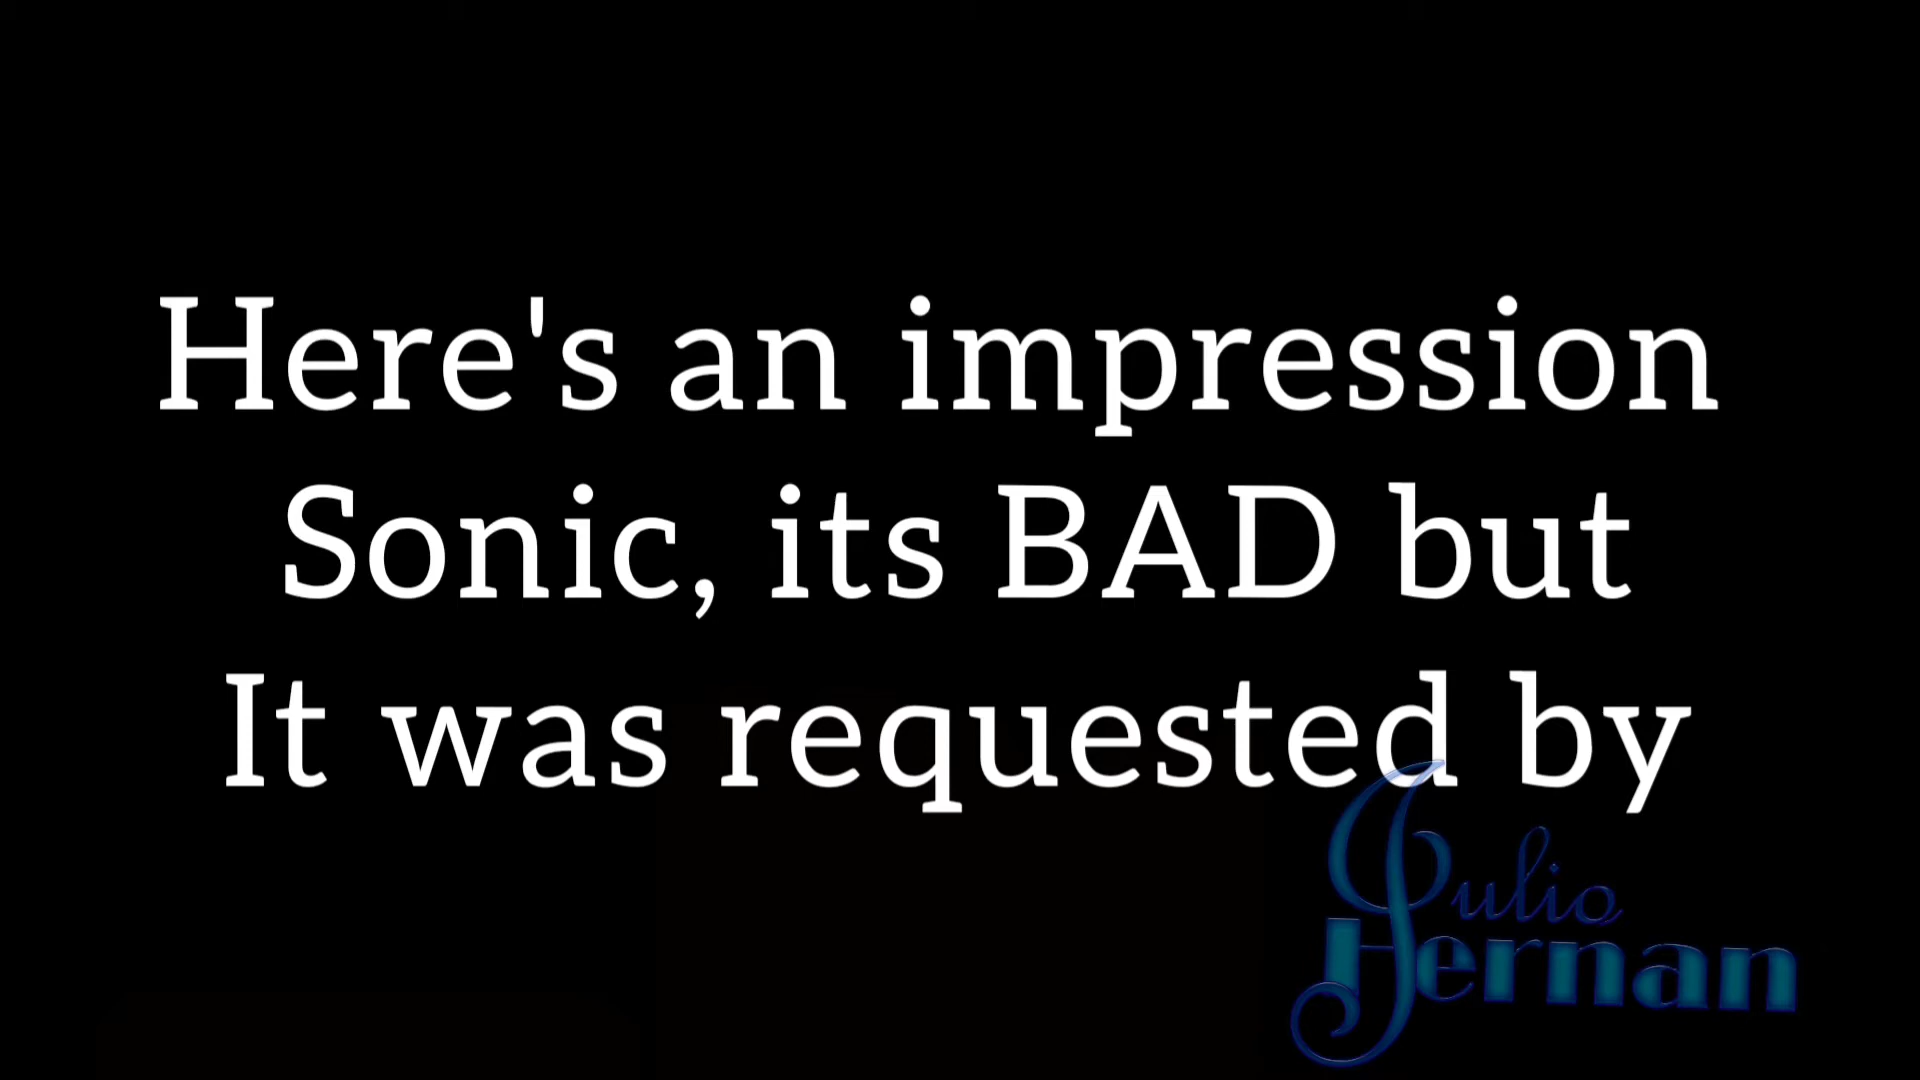 Here's an impression
Sonic, its BAD but
It was requested by
Julio
Hernan